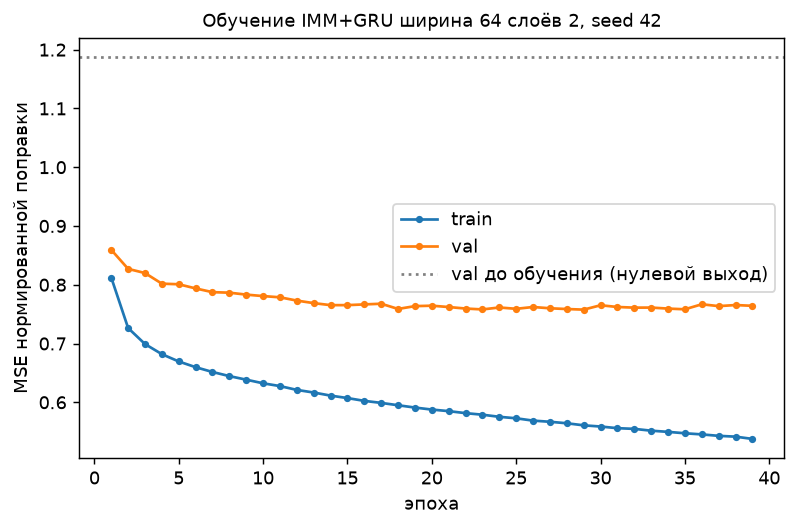 Обучение IMM+GRU ширина 64 слоёв 2, seed 42
MSE нормированной поправки
1.2
1.1
1.0
0.9
0.8
0.7
0.6
train
val
val до обучения (нулевой выход)
0 5 10 15 20 25 30 35 40
эпоха